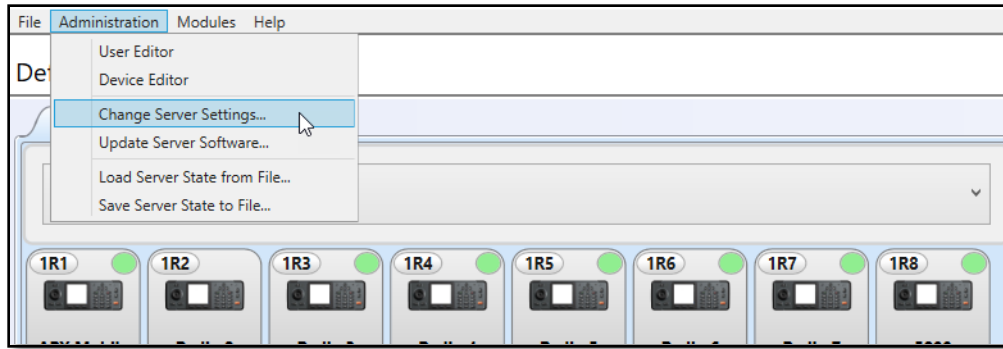 File Administration Modules Help
User Editor
De
Device Editor
Change Server Settings...
Update Server Software...
Load Server State from File...
Save Server State to File...
1R1 1R2 1R3 1R4 1R5 1R6 1R7 1R8